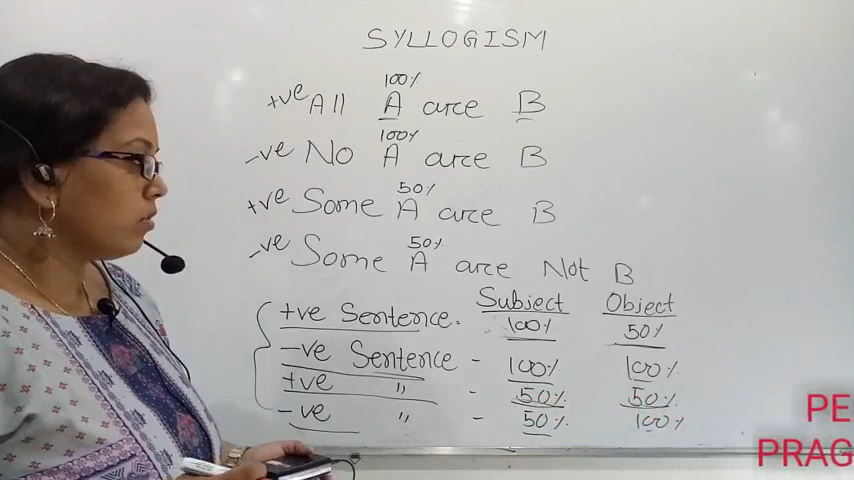 SYLLOGISM
100%
+ve All A are B
100%
-ve No A are B
50%
+ve Some A are B
50%
-ve Some A are Not B
Subject Object
+ve Sentence. 100% 50%
-ve Sentence - 100% 100%
+ve " - 50% 50%
-ve " - 50% 100%
PE
PRAG